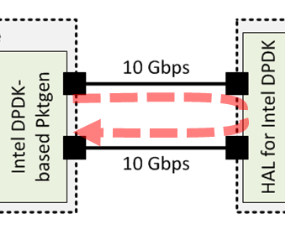 Intel DPDK-
based Pktgen
10 Gbps
10 Gbps
HAL for Intel DPDK